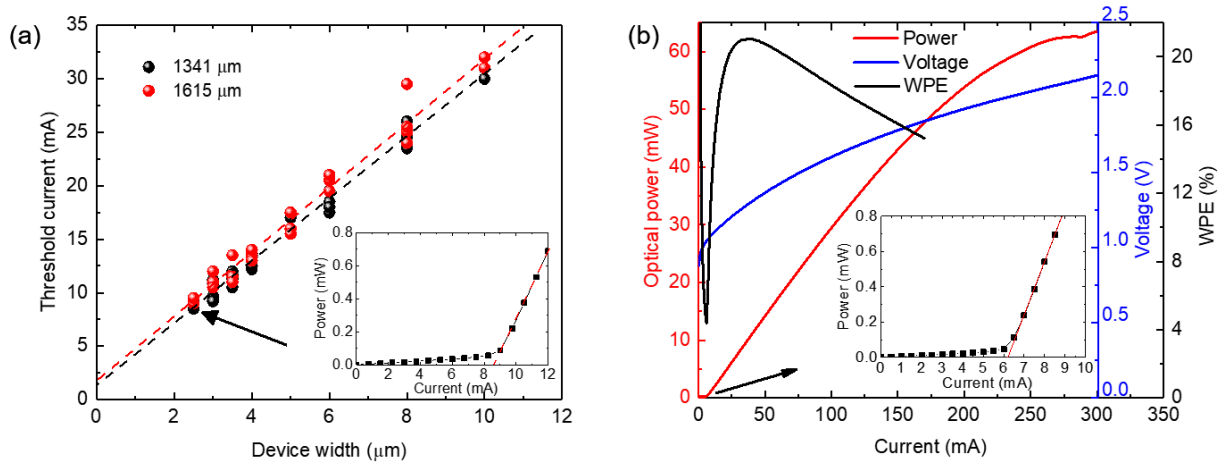 (a)
1341 μm
1615 μm
Threshold current (mA)
35
30
25
20
15
10
5
0
0 2 4 6 8 10 12
Device width (μm)
Power (mW)
0.8
0.6
0.4
0.2
0.0
0 2 4 6 8 10 12
Current (mA)
(b)
Power
Voltage
WPE
Optical power (mW)
60
50
40
30
20
10
0
0 50 100 150 200 250 300 350
Current (mA)
Voltage (V)
2.5
2.0
1.5
1.0
0.5
0.0
WPE (%)
20
16
12
8
4
0
Power (mW)
0.8
0.6
0.4
0.2
0.0
0 1 2 3 4 5 6 7 8 9 10
Current (mA)